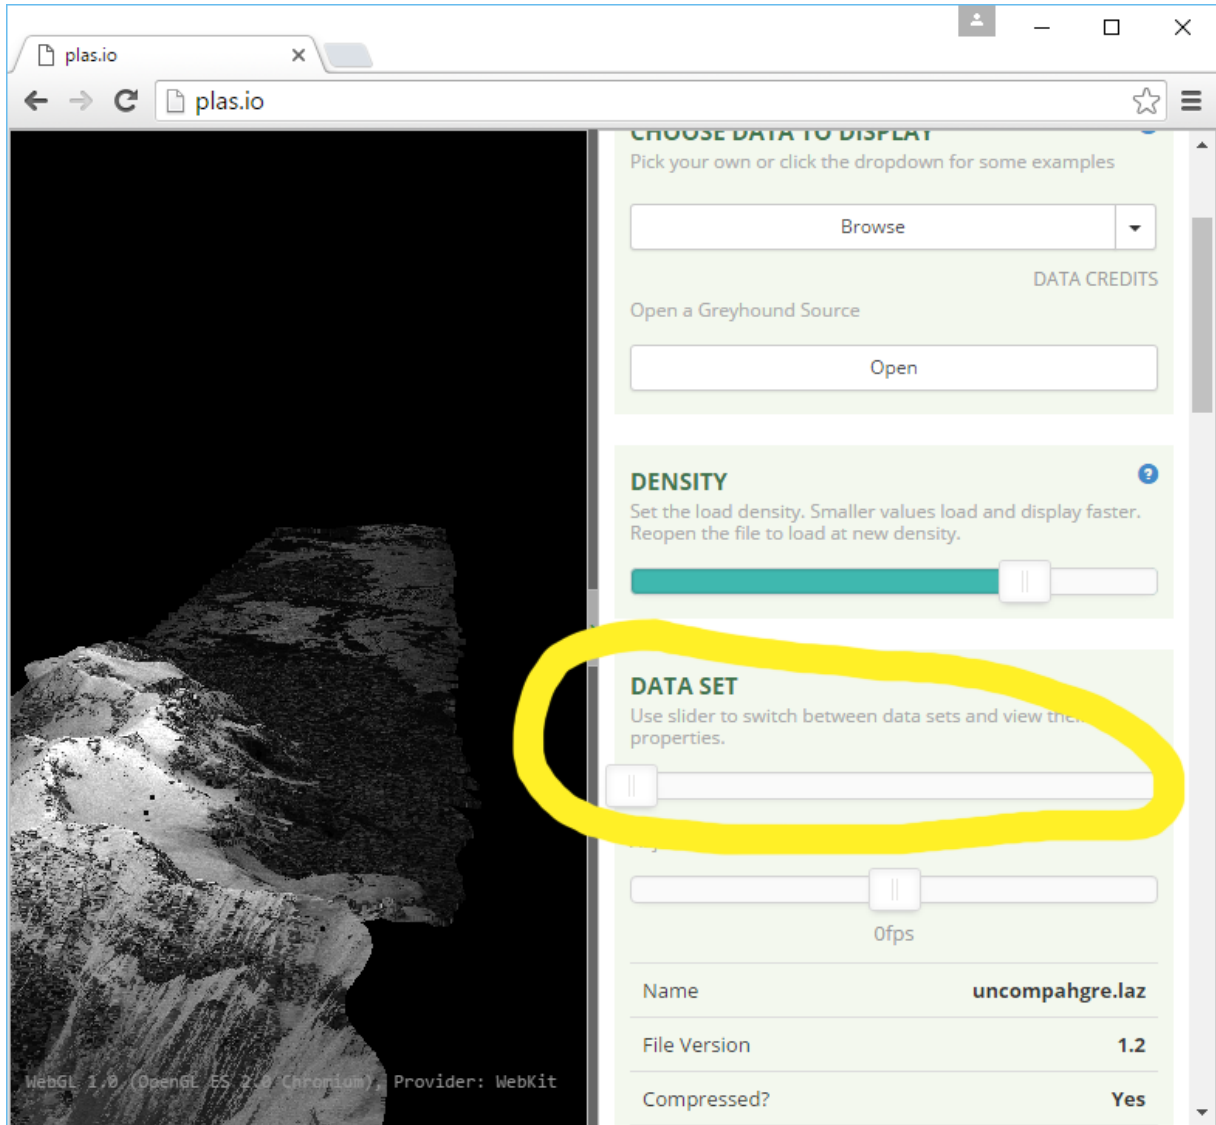 plas.io
plas.io
CHOOSE DATA TO DISPLAY
Pick your own or click the dropdown for some examples
Browse
DATA CREDITS
Open a Greyhound Source
Open
DENSITY
Set the load density. Smaller values load and display faster.
Reopen the file to load at new density.
DATA SET
Use slider to switch between data sets and view
properties.
0fps
Name uncompahgre.laz
File Version 1.2
Compressed? Yes
WebGL 1.0 (OpenGL ES 2.0 Chromium), Provider: WebKit